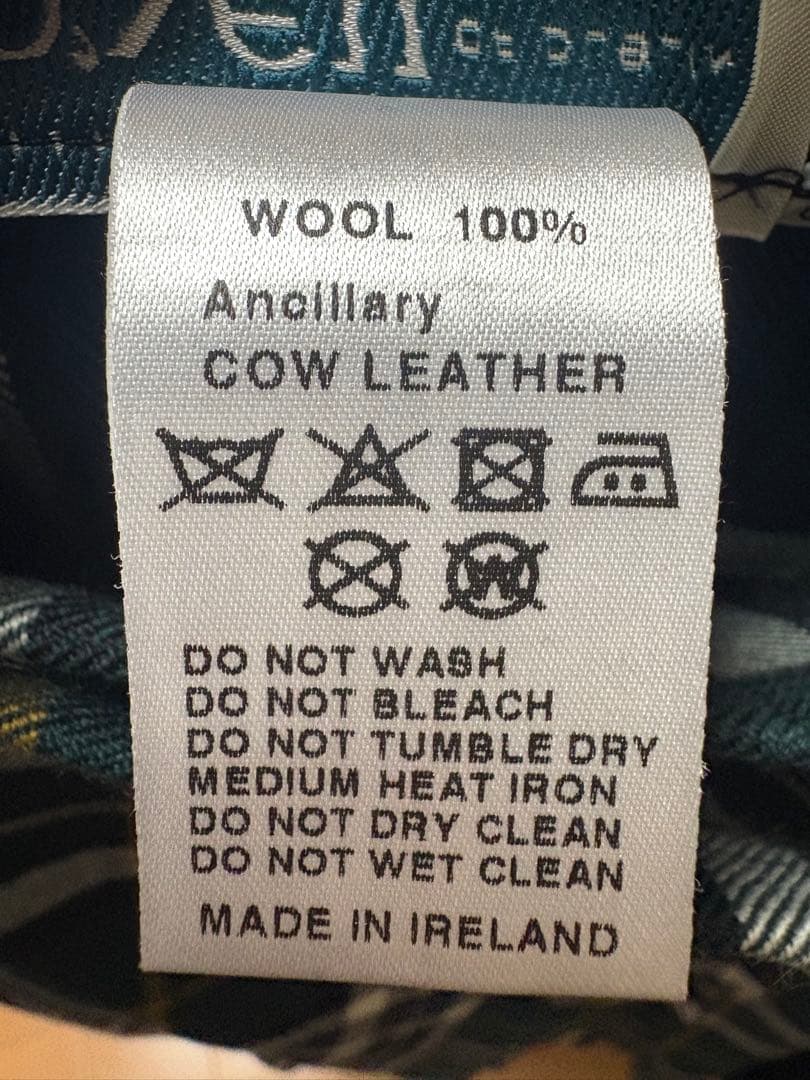 WOOL 100%
Ancillary
COW LEATHER
W
DO NOT WASH
DO NOT BLEACH
DO NOT TUMBLE DRY
MEDIUM HEAT IRON
DO NOT DRY CLEAN
DO NOT WET CLEAN
MADE IN IRELAND